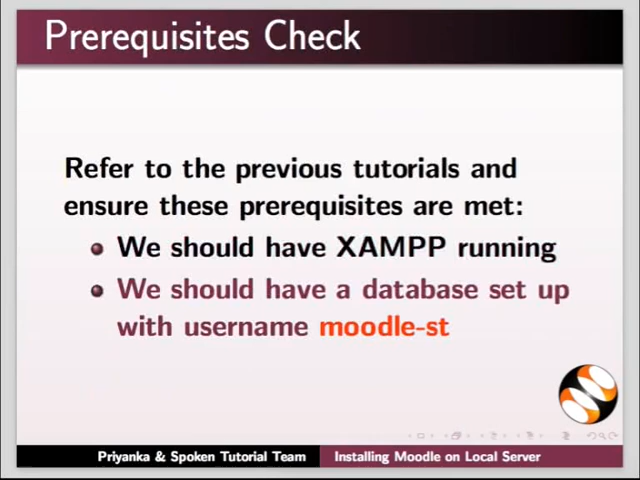 Prerequisites Check
Refer to the previous tutorials and
ensure these prerequisites are met:
We should have XAMPP running
We should have a database set up
with username moodle-st
Priyanka & Spoken Tutorial Team
Installing Moodle on Local Server